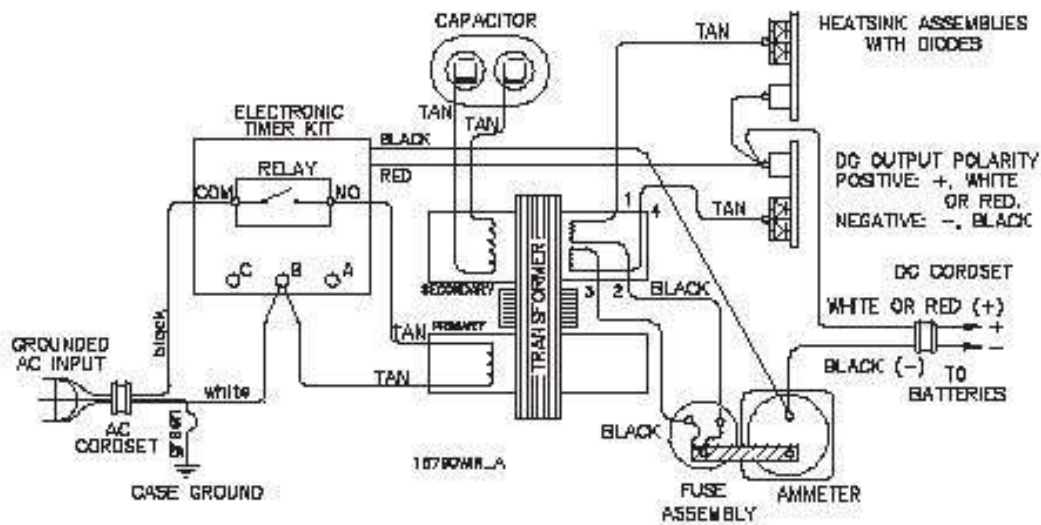 CAPACITOR
TAN
HEATSINK ASSEMBLIES
WITH DIODES
TAN
TAN
ELECTRONIC
TIMER KIT
BLACK
RELAY
RED
COM
NO
DC OUTPUT POLARITY
POSITIVE: +, WHITE
OR RED.
NEGATIVE: -, BLACK
1
4
TAN
C
B
A
TRANSFORMER
SECONDARY
3
2
BLACK
DC CORDSET
WHITE OR RED (+)
+
-
black
TAN
PRIMARY
GROUNDED
AC INPUT
BLACK (-)
TO
BATTERIES
white
TAN
AC
CORDSET
green
BLACK
CASE GROUND
FUSE
ASSEMBLY
AMMETER